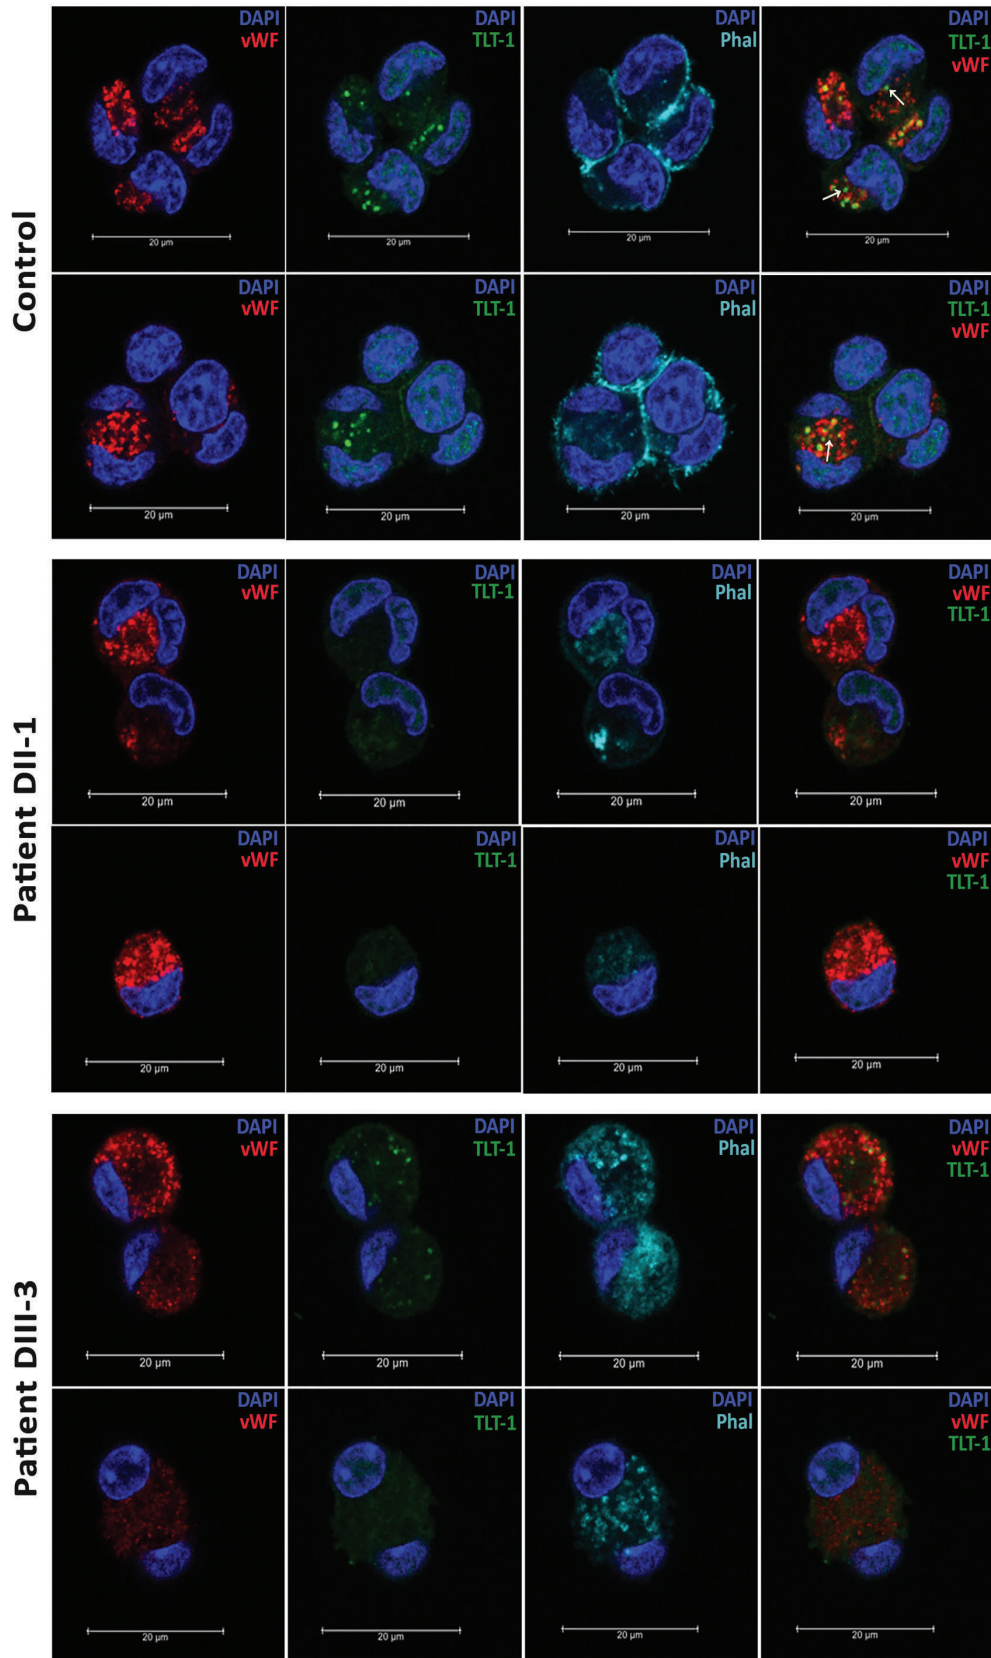 Control
DAPI
vWF
DAPI
TLT-1
DAPI
Phal
DAPI
TLT-1
vWF
20 µm
20 µm
20 µm
20 µm
DAPI
vWF
DAPI
TLT-1
DAPI
Phal
DAPI
TLT-1
vWF
20 µm
20 µm
20 µm
20 µm
Patient DII-1
DAPI
vWF
DAPI
TLT-1
DAPI
Phal
DAPI
vWF
TLT-1
20 µm
20 µm
20 µm
20 µm
DAPI
vWF
DAPI
TLT-1
DAPI
Phal
DAPI
vWF
TLT-1
20 µm
20 µm
20 µm
20 µm
Patient DIII-3
DAPI
vWF
DAPI
TLT-1
DAPI
Phal
DAPI
vWF
TLT-1
20 µm
20 µm
20 µm
20 µm
DAPI
vWF
DAPI
TLT-1
DAPI
Phal
DAPI
vWF
TLT-1
20 µm
20 µm
20 µm
20 µm